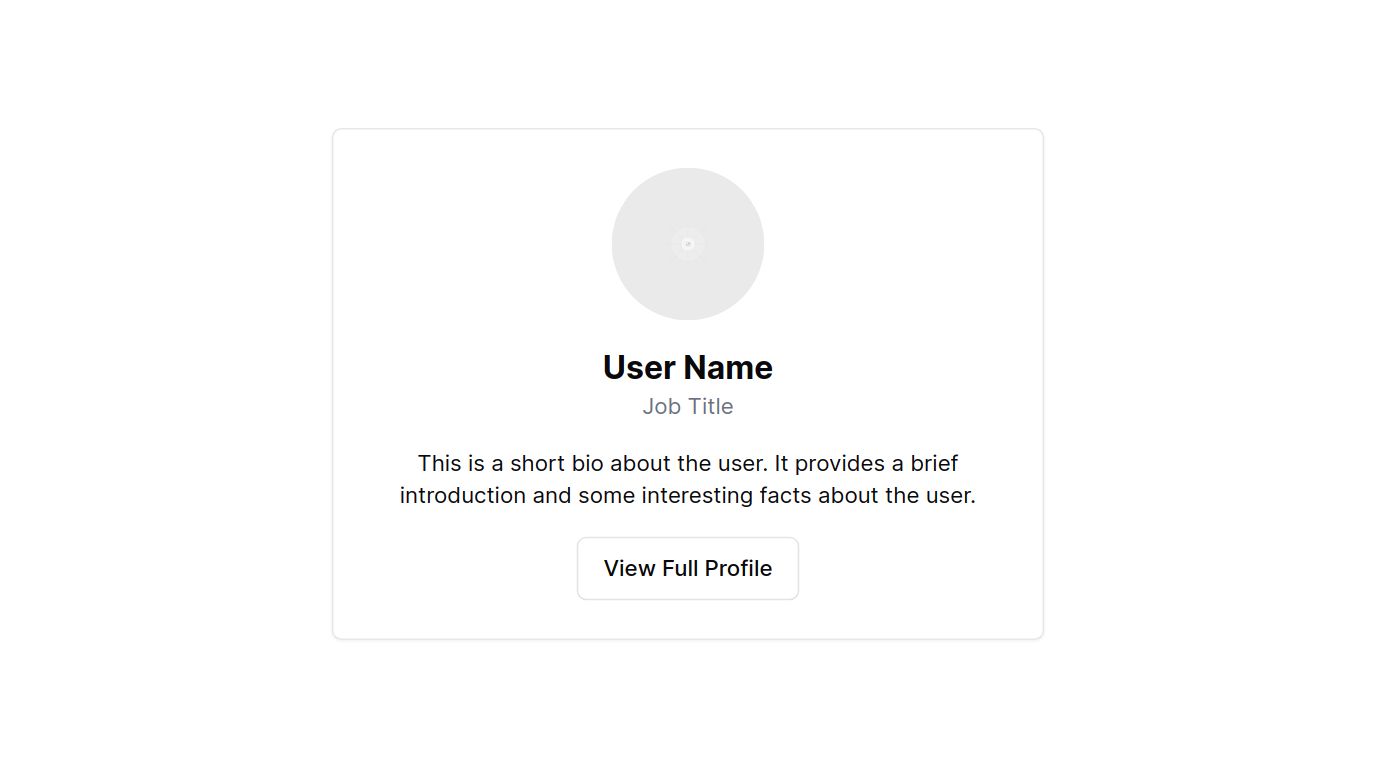 User Name
Job Title
This is a short bio about the user. It provides a brief
introduction and some interesting facts about the user.
View Full Profile